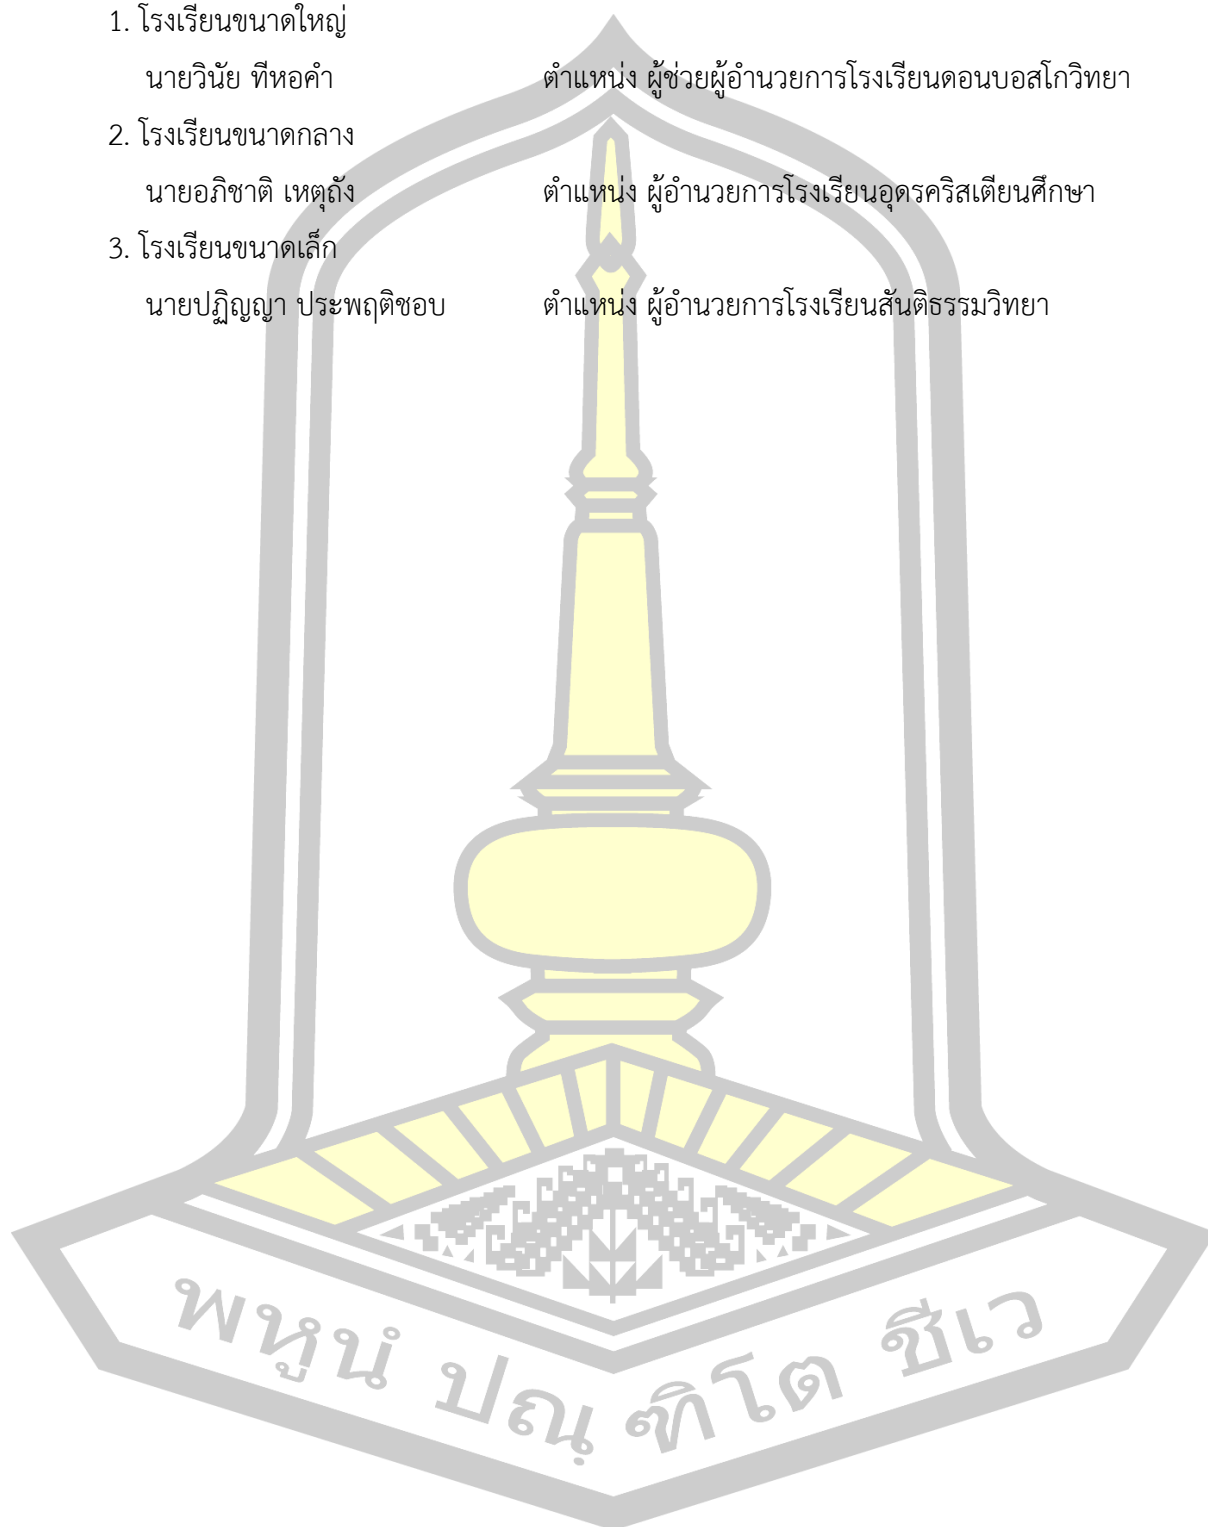 1. โรงเรียนขนาดใหญ่
นายวินัย ทีหอคำ ตำแหน่ง ผู้ช่วยผู้อำนวยการโรงเรียนดอนบอสโกวิทยา
2. โรงเรียนขนาดกลาง
นายอภิชาติ เหตุถัง ตำแหน่ง ผู้อำนวยการโรงเรียนอุดรคริสเตียนศึกษา
3. โรงเรียนขนาดเล็ก
นายปฏิญญา ประพฤติชอบ ตำแหน่ง ผู้อำนวยการโรงเรียนสันติธรรมวิทยา
พหูนํ ปณฺฑิโต ชีเว